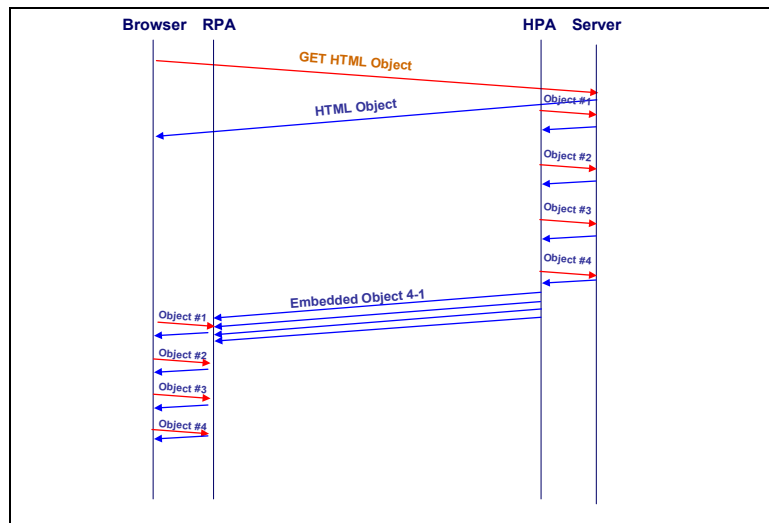 Browser RPA HPA Server
GET HTML Object
HTML Object
Object #1
Object #2
Object #3
Object #4
Embedded Object 4-1
Object #1
Object #2
Object #3
Object #4